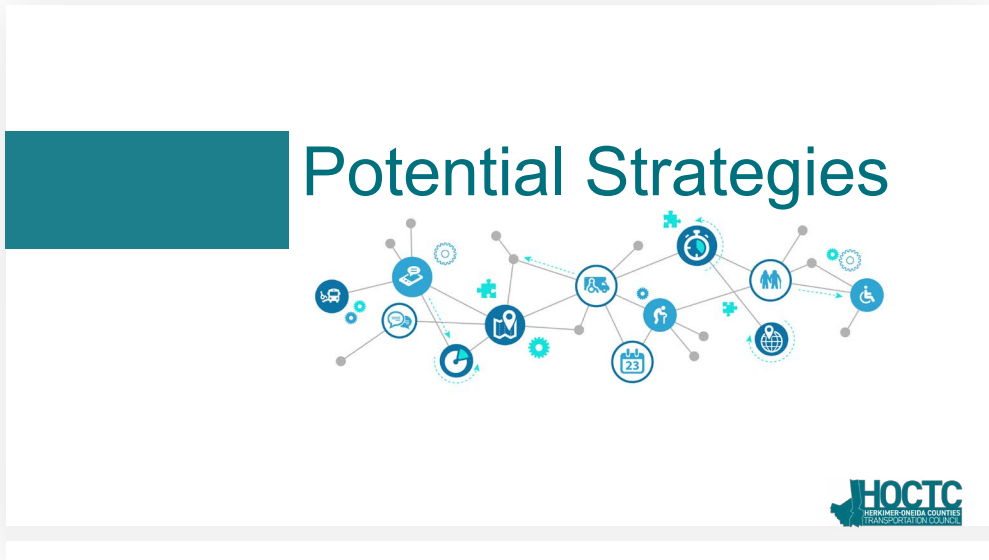 Potential Strategies
23
HOCTC
HERKIMER-ONEIDA COUNTIES
TRANSPORTATION COUNCIL